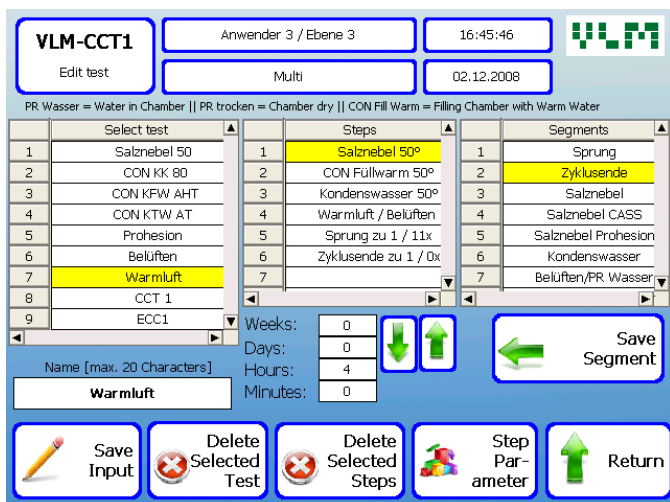 VLM-CCT1
Edit test
Anwender 3 / Ebene 3
16:45:46
VLM
Multi
02.12.2008
PR Wasser = Water in Chamber || PR trocken = Chamber dry || CON Fill Warm = Filling Chamber with Warm Water
Select test
1 Salznebel 50
2 CON KK 80
3 CON KFW AHT
4 CON KTW AT
5 Prohesion
6 Belüften
7 Warmluft
8 CCT 1
9 ECC1
Steps
1 Salznebel 50°
2 CON Füllwarm 50°
3 Kondenswasser 50°
4 Warmluft / Belüften
5 Sprung zu 1 / 11x
6 Zyklusende zu 1 / 0x
7
Segments
1 Sprung
2 Zyklusende
3 Salznebel
4 Salznebel CASS
5 Salznebel Prohesion
6 Kondenswasser
7 Belüften/PR Wasser
Name [max. 20 Characters]
Warmluft
Weeks: 0
Days: 0
Hours: 4
Minutes: 0
Save
Segment
Save
Input
Delete
Selected
Test
Delete
Selected
Steps
Step
Par-
ameter
Return